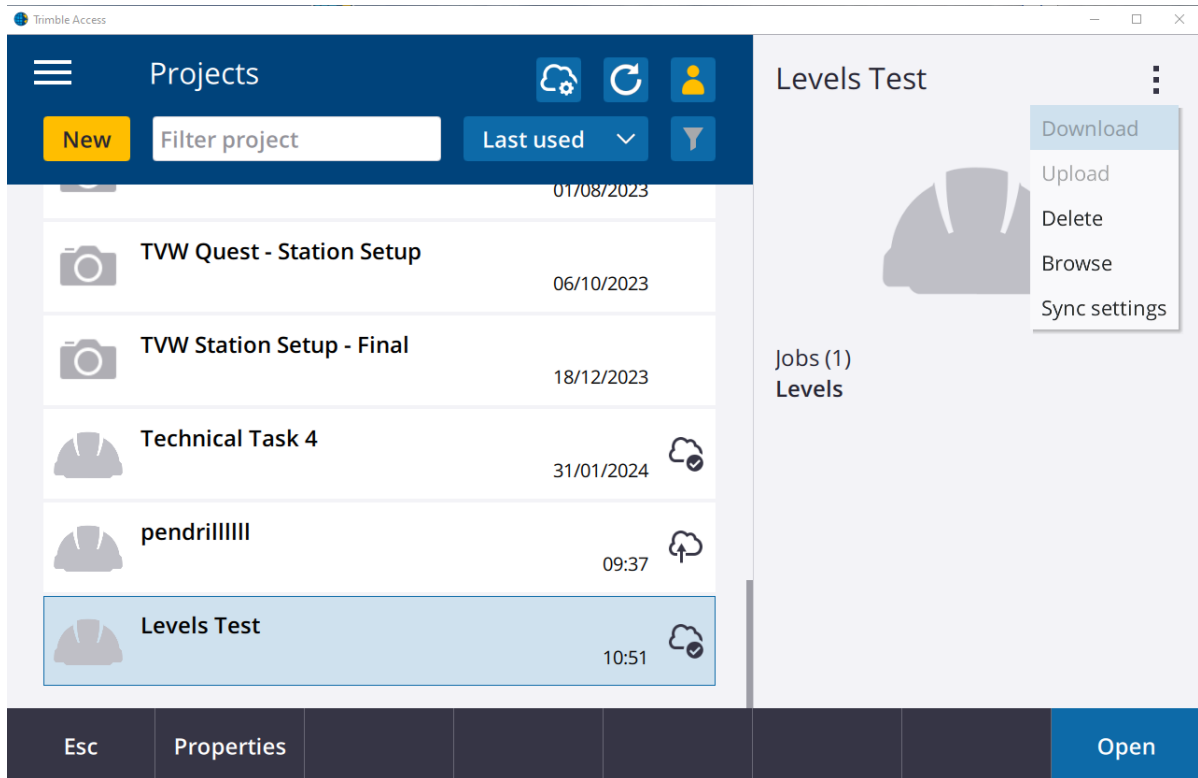 Trimble Access
Projects
New
Filter project
Last used
01/08/2023
TVW Quest - Station Setup
06/10/2023
TVW Station Setup - Final
18/12/2023
Technical Task 4
31/01/2024
pendrillllll
09:37
Levels Test
10:51
Levels Test
Download
Upload
Delete
Browse
Sync settings
Jobs (1)
Levels
Esc
Properties
Open